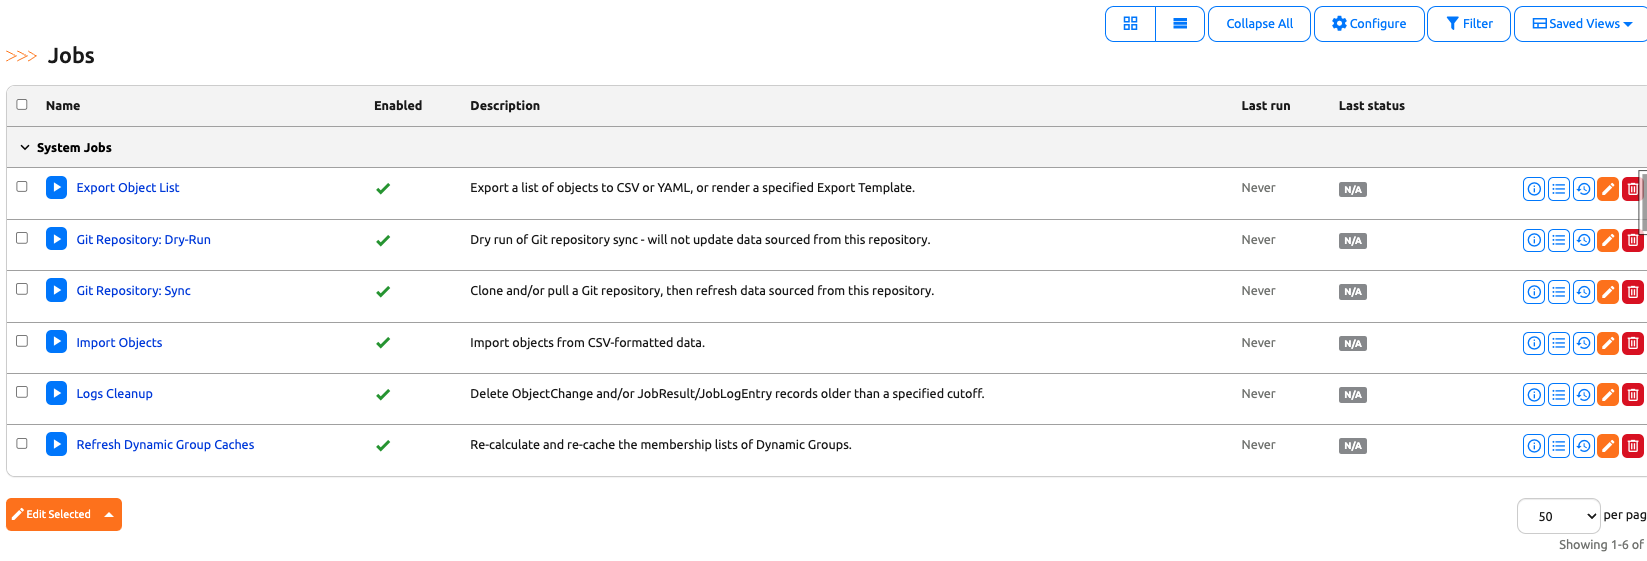 Collapse All Configure Filter Saved Views
>>> Jobs
Name Enabled Description Last run Last status
System Jobs
Export Object List Export a list of objects to CSV or YAML, or render a specified Export Template. Never N/A
Git Repository: Dry-Run Dry run of Git repository sync - will not update data sourced from this repository. Never N/A
Git Repository: Sync Clone and/or pull a Git repository, then refresh data sourced from this repository. Never N/A
Import Objects Import objects from CSV-formatted data. Never N/A
Logs Cleanup Delete ObjectChange and/or JobResult/JobLogEntry records older than a specified cutoff. Never N/A
Refresh Dynamic Group Caches Re-calculate and re-cache the membership lists of Dynamic Groups. Never N/A
Edit Selected 50 per pag
Showing 1-6 of